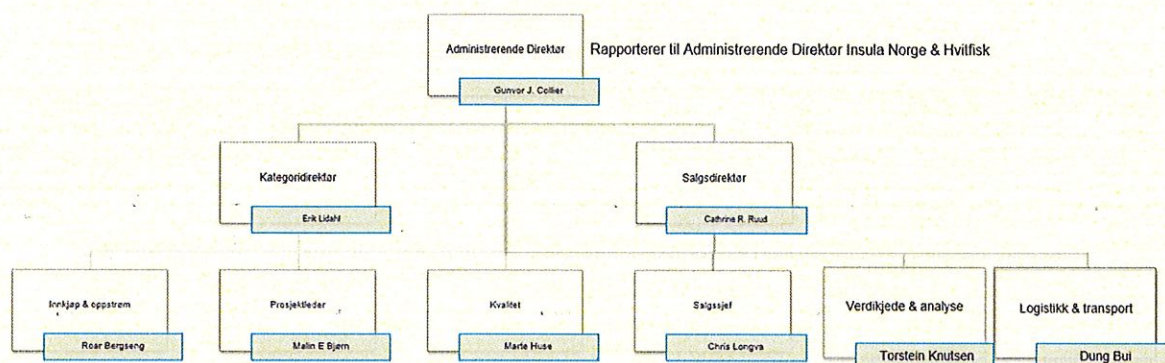 Administrerende Direktør
Rapporterer til Administrerende Direktør Insula Norge & Hvitfisk
Gunvor J. Collier
Kategoridirektør
Erik Lidahl
Salgsdirektør
Cathrine R. Ruud
Innkjøp & oppstrøm
Roar Bergseng
Prosjektleder
Malin E Bjørn
Kvalitet
Marte Huse
Salgssjef
Chris Longva
Verdikjede & analyse
Torstein Knutsen
Logistikk & transport
Dung Bui